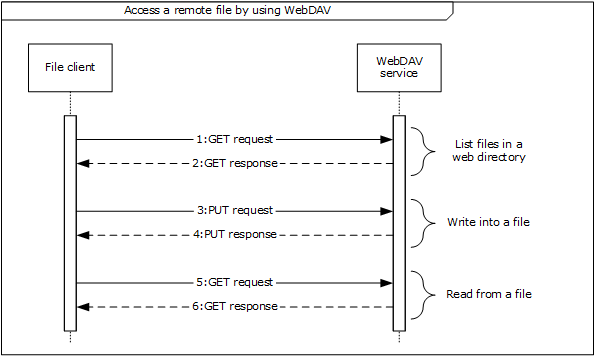 Access a remote file by using WebDAV
File client
WebDAV
service
1:GET request
2:GET response
List files in a
web directory
3:PUT request
4:PUT response
Write into a file
5:GET request
6:GET response
Read from a file